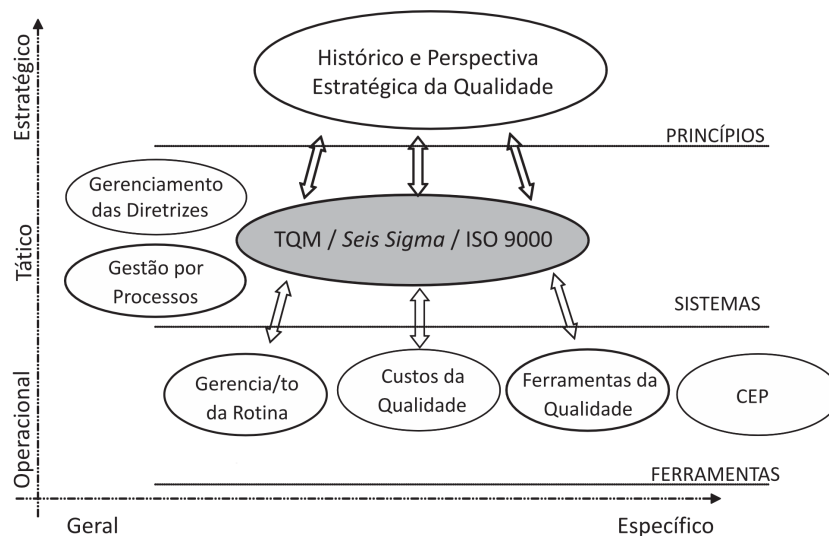 Estratégico
Histórico e Perspectiva
Estratégica da Qualidade
PRINCÍPIOS
Tático
Gerenciamento
das Diretrizes
TQM / Seis Sigma / ISO 9000
Gestão por
Processos
SISTEMAS
Operacional
Gerencia/to
da Rotina
Custos da
Qualidade
Ferramentas da
Qualidade
CEP
FERRAMENTAS
Geral
Específico